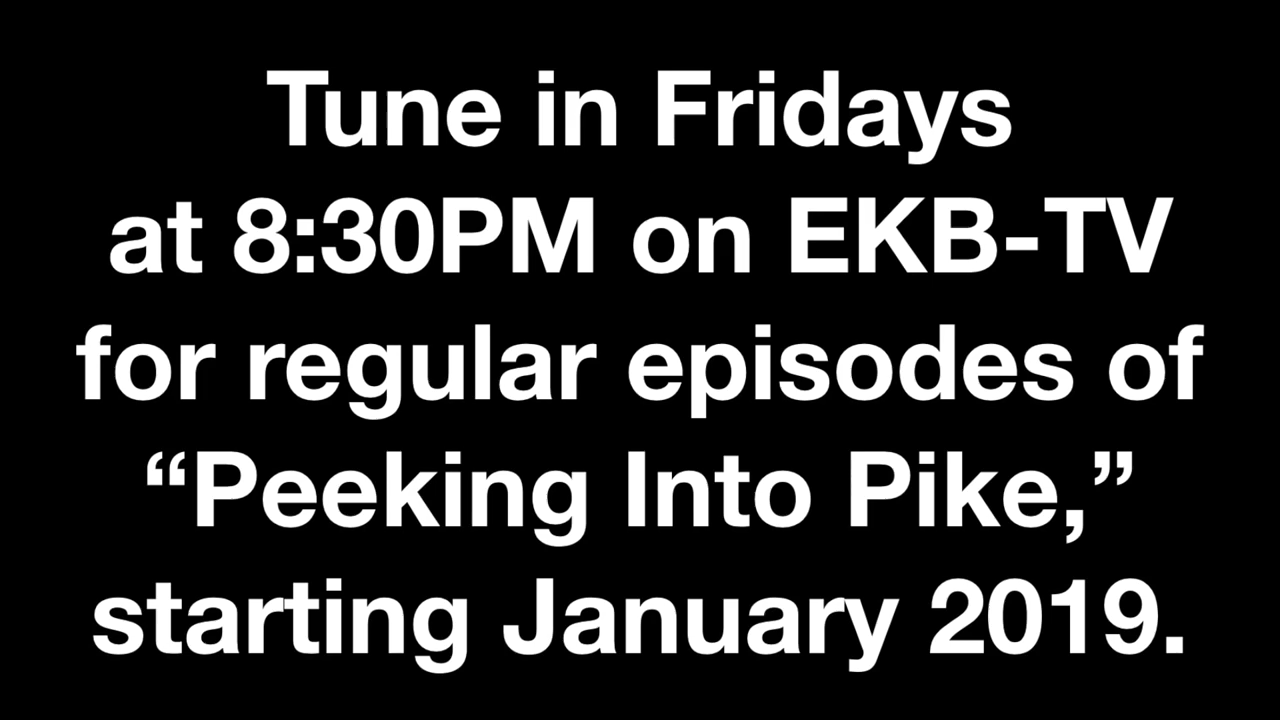 Tune in Fridays
at 8:30PM on EKB-TV
for regular episodes of
“Peeking Into Pike,”
starting January 2019.